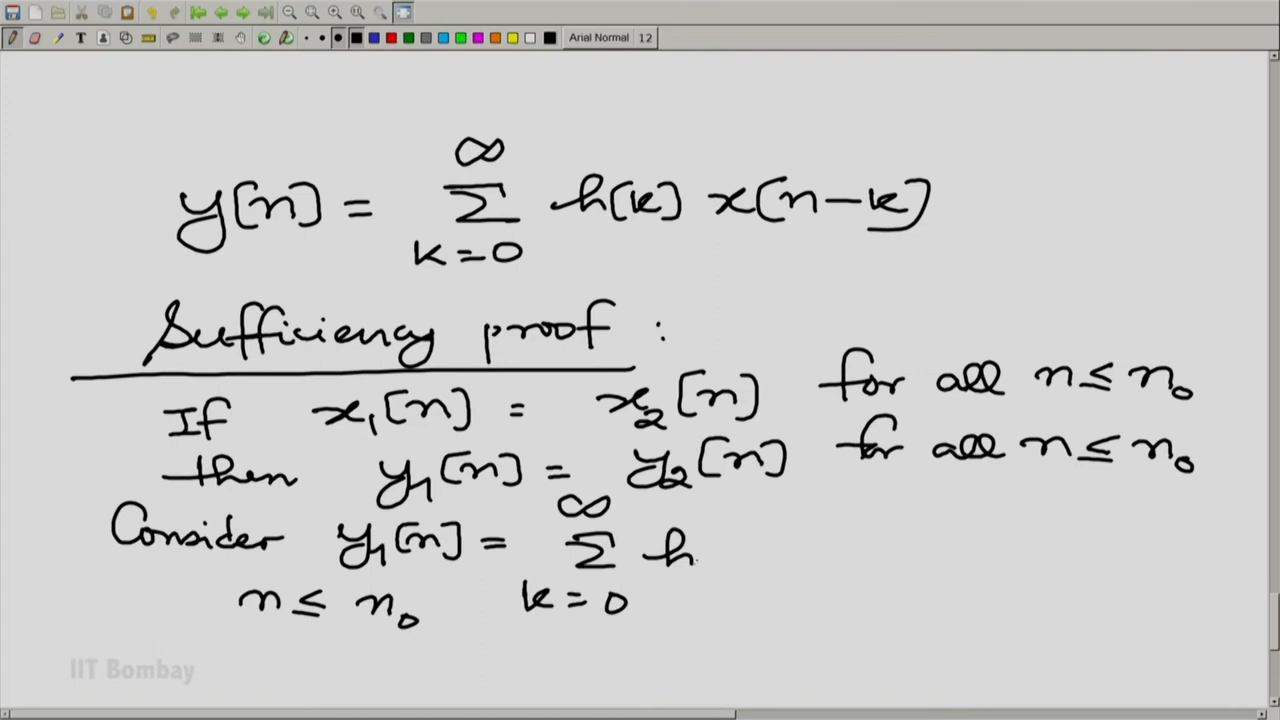 Arial Normal 12
∞
y[n] = Σ h[k] x[n-k]
k=0
Sufficiency proof :
If x₁[n] = x₂[n] for all n ≤ n₀
then y₁[n] = y₂[n] for all n ≤ n₀
∞
Consider y₁[n] = Σ h
n ≤ n₀ k=0
IIT Bombay